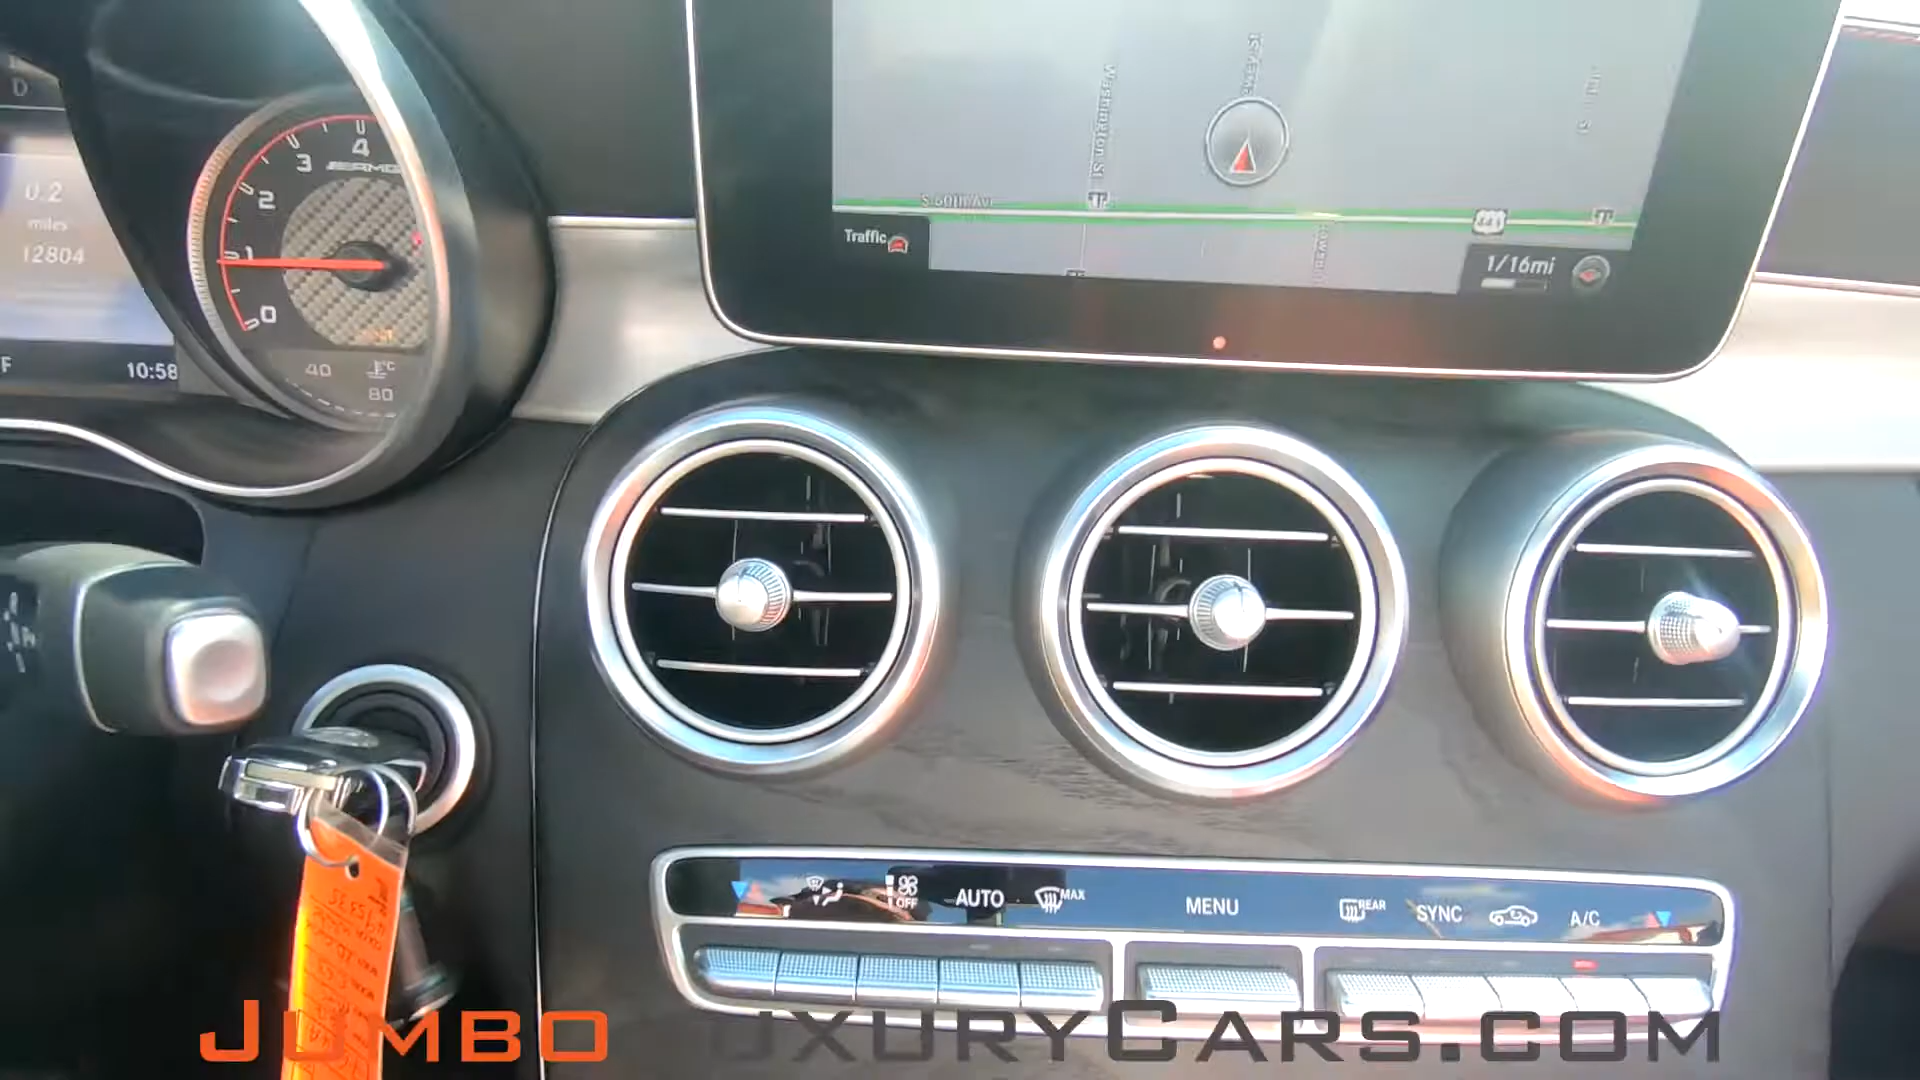 D
0.2
miles
12804
F
10:58
0
1
2
3
4
AMG
40
°C
80
Washington St
S 60th Av
441
Traffic
1/16mi
OFF
AUTO
MAX
MENU
REAR
SYNC
A/C
JUMBO UXURYCARS.COM